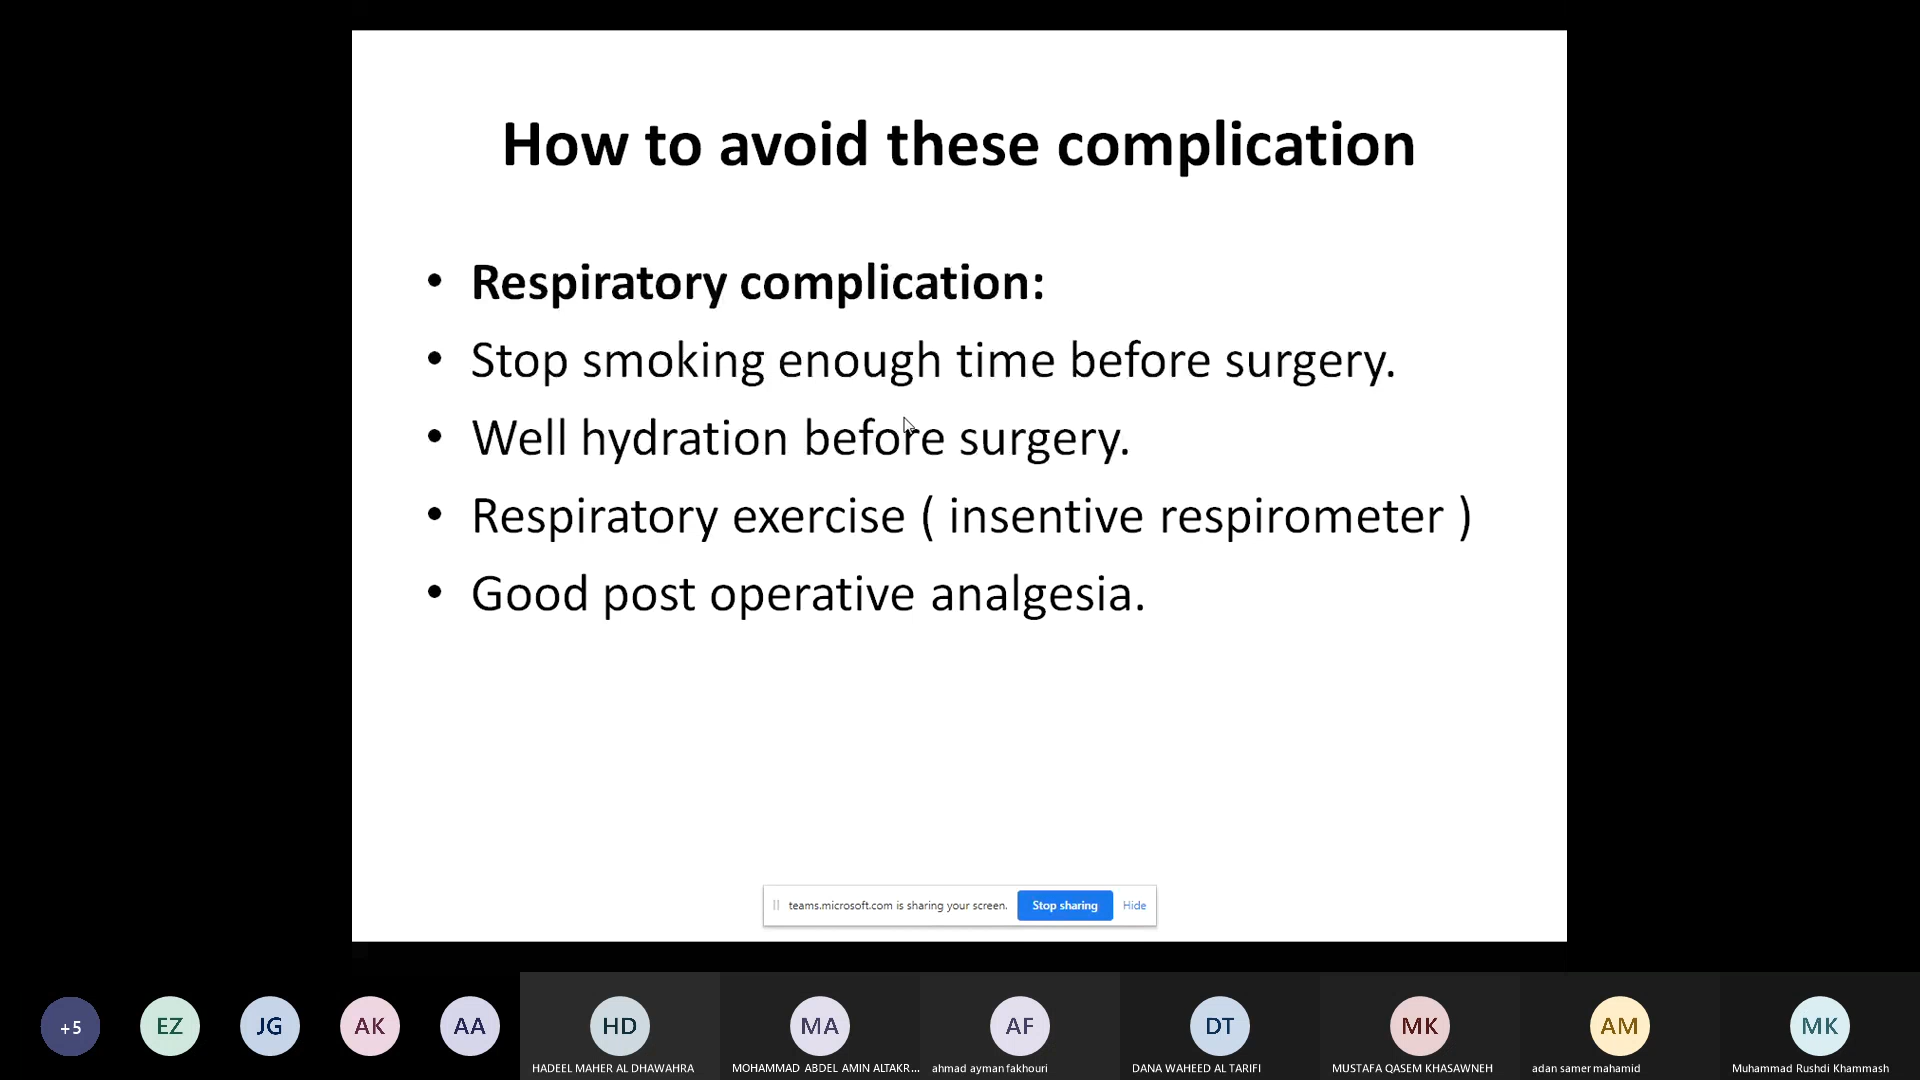 How to avoid these complication
• Respiratory complication:
• Stop smoking enough time before surgery.
• Well hydration before surgery.
• Respiratory exercise ( insentive respirometer )
• Good post operative analgesia.
teams.microsoft.com is sharing your screen. Stop sharing Hide
+5 EZ JG AK AA HD MA AF DT MK AM MK
HADEEL MAHER AL DHAWAHRA MOHAMMAD ABDEL AMIN ALTAKR... ahmad ayman fakhouri DANA WAHEED AL TARIFI MUSTAFA QASEM KHASAWNEH adan samer mahamid Muhammad Rushdi Khammash